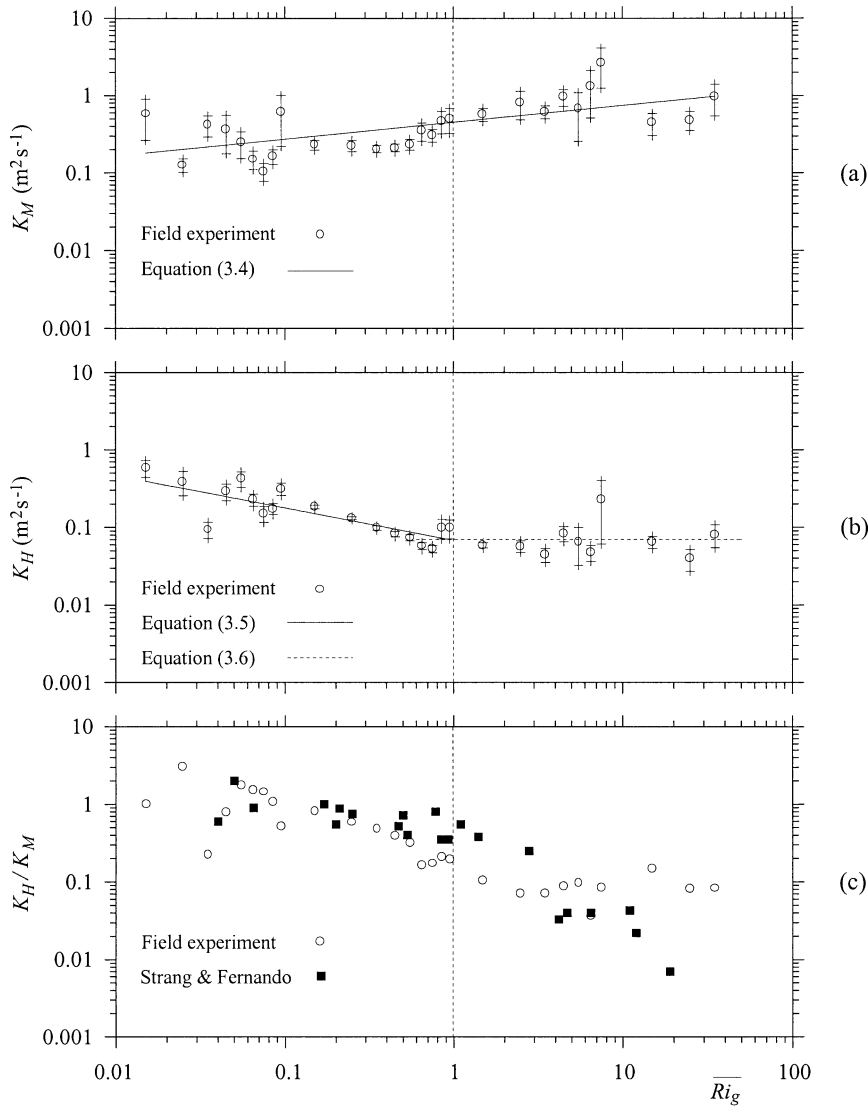 10
1
0.1
0.01
0.001
K_M (m²s⁻¹)
Field experiment
Equation (3.4)
(a)
10
1
0.1
0.01
0.001
K_H (m²s⁻¹)
Field experiment
Equation (3.5)
Equation (3.6)
(b)
10
1
0.1
0.01
0.001
K_H / K_M
Field experiment
Strang & Fernando
(c)
0.01 0.1 1 10 100
R̅i̅_g